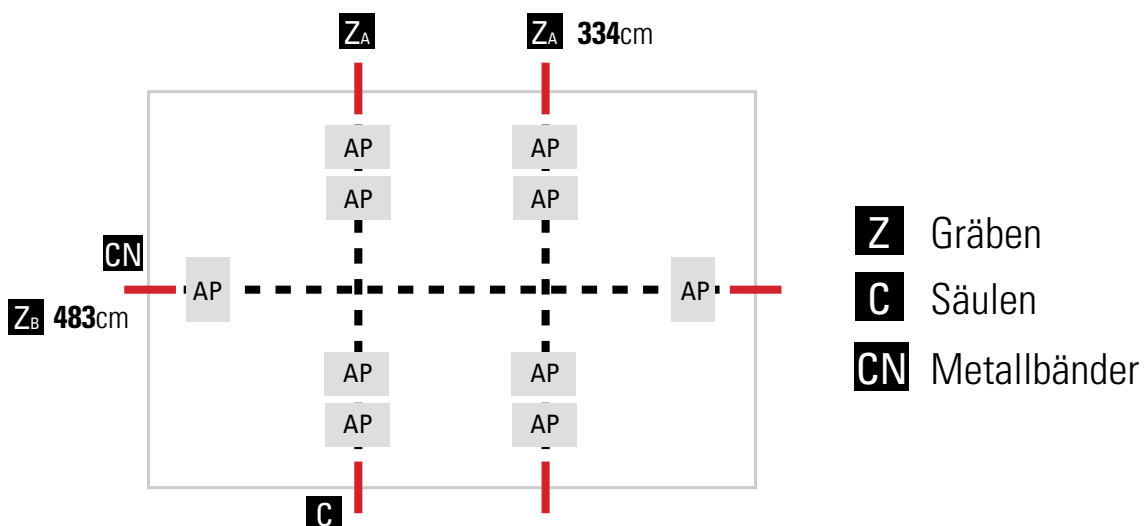 ZA ZA 334cm
AP AP
AP AP
CN
AP AP
ZB 483cm
AP AP
AP AP
C
Z Gräben
C Säulen
CN Metallbänder